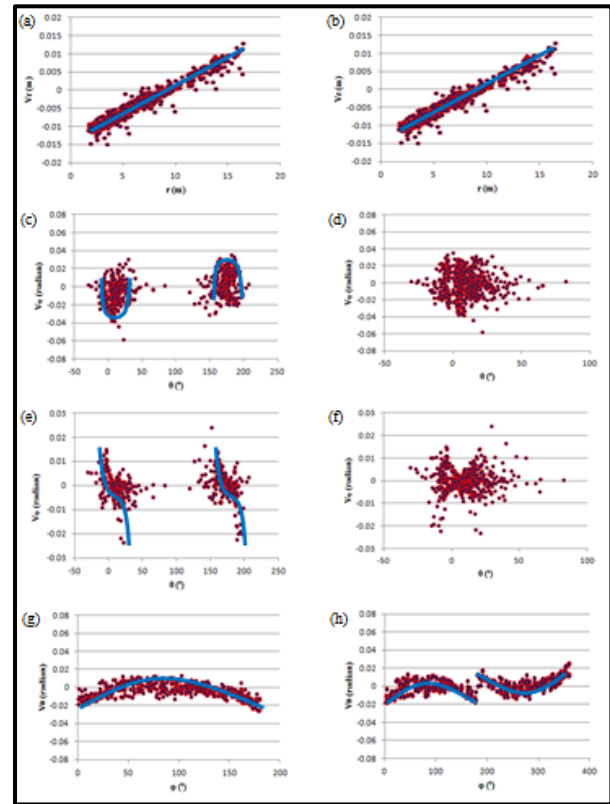 (a)
Vr (m)
0.02
0.015
0.01
0.005
0
-0.005
-0.01
-0.015
-0.02
0 5 10 15 20
r (m)
(b)
Vr (m)
0.02
0.015
0.01
0.005
0
-0.005
-0.01
-0.015
-0.02
0 5 10 15 20
r (m)
(c)
Vφ (radian)
0.08
0.06
0.04
0.02
0
-0.02
-0.04
-0.06
-0.08
-50 0 50 100 150 200 250
θ (°)
(d)
Vφ (radian)
0.08
0.06
0.04
0.02
0
-0.02
-0.04
-0.06
-0.08
-50 0 50 100
θ (°)
(e)
Vφ (radian)
0.03
0.02
0.01
0
-0.01
-0.02
-0.03
-50 0 50 100 150 200 250
θ (°)
(f)
Vφ (radian)
0.03
0.02
0.01
0
-0.01
-0.02
-0.03
-50 0 50 100
θ (°)
(g)
Vθ (radian)
0.08
0.06
0.04
0.02
0
-0.02
-0.04
-0.06
-0.08
0 50 100 150 200
φ (°)
(h)
Vθ (radian)
0.08
0.06
0.04
0.02
0
-0.02
-0.04
-0.06
-0.08
0 100 200 300 400
φ (°)